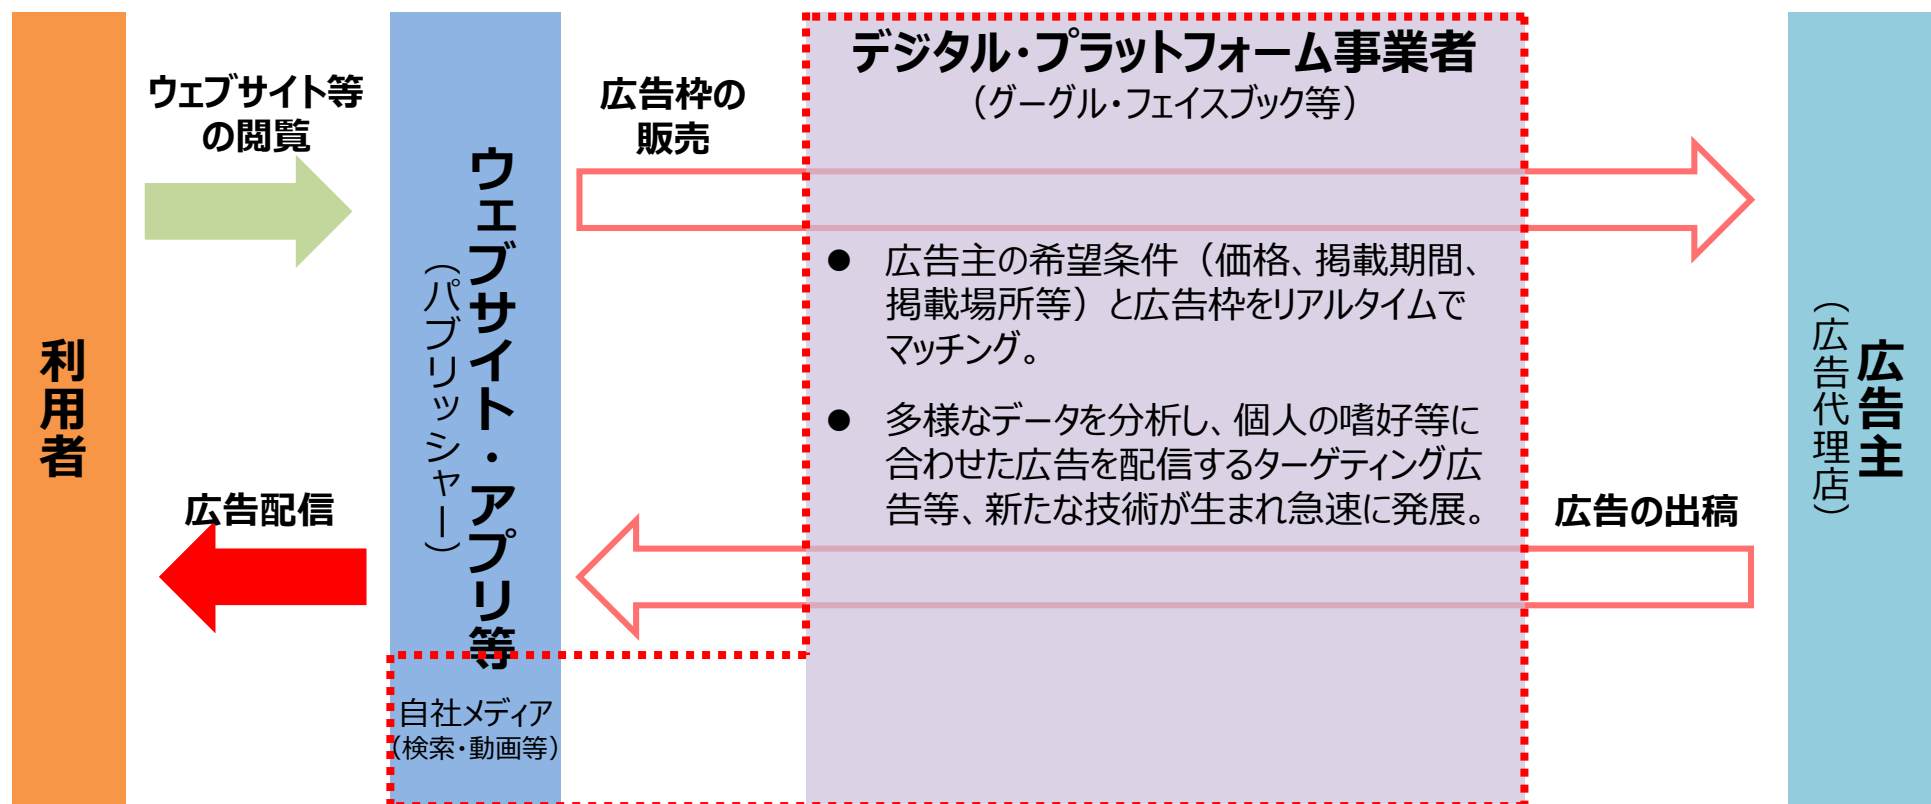 利用者
ウェブサイト等
の閲覧
広告配信
ウェブサイト・アプリ等
（パブリッシャー）
自社メディア
（検索・動画等）
広告枠の
販売
デジタル・プラットフォーム事業者
（グーグル・フェイスブック等）
● 広告主の希望条件（価格、掲載期間、
掲載場所等）と広告枠をリアルタイムで
マッチング。
● 多様なデータを分析し、個人の嗜好等に
合わせた広告を配信するターゲティング広
告等、新たな技術が生まれ急速に発展。
広告の出稿
広告主
（広告代理店）